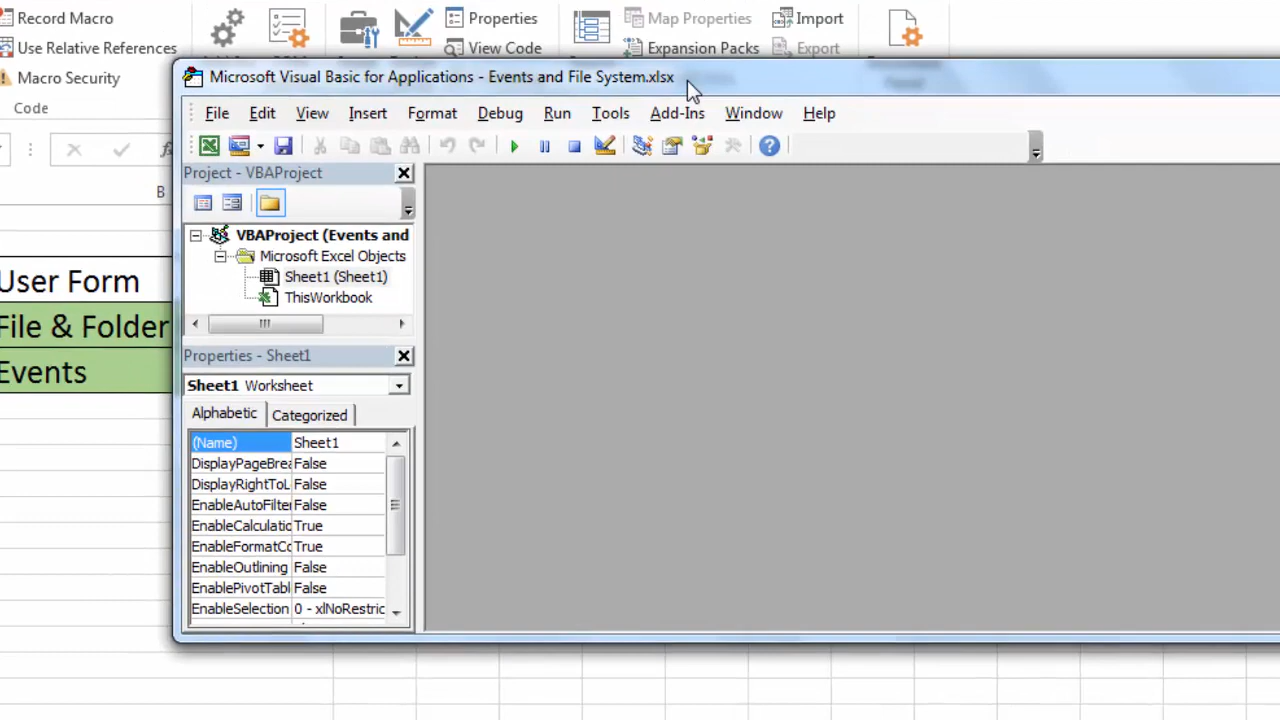 Record Macro
Properties
Map Properties
Import
Use Relative References
View Code
Expansion Packs
Export
Macro Security
Code
Microsoft Visual Basic for Applications - Events and File System.xlsx
File Edit View Insert Format Debug Run Tools Add-Ins Window Help
B
Project - VBAProject
VBAProject (Events and
Microsoft Excel Objects
Sheet1 (Sheet1)
ThisWorkbook
User Form
File & Folder
Events
Properties - Sheet1
Sheet1 Worksheet
Alphabetic Categorized
(Name) Sheet1
DisplayPageBrea False
DisplayRightToL False
EnableAutoFilter False
EnableCalculatio True
EnableFormatCo True
EnableOutlining False
EnablePivotTabl False
EnableSelection 0 - xlNoRestric